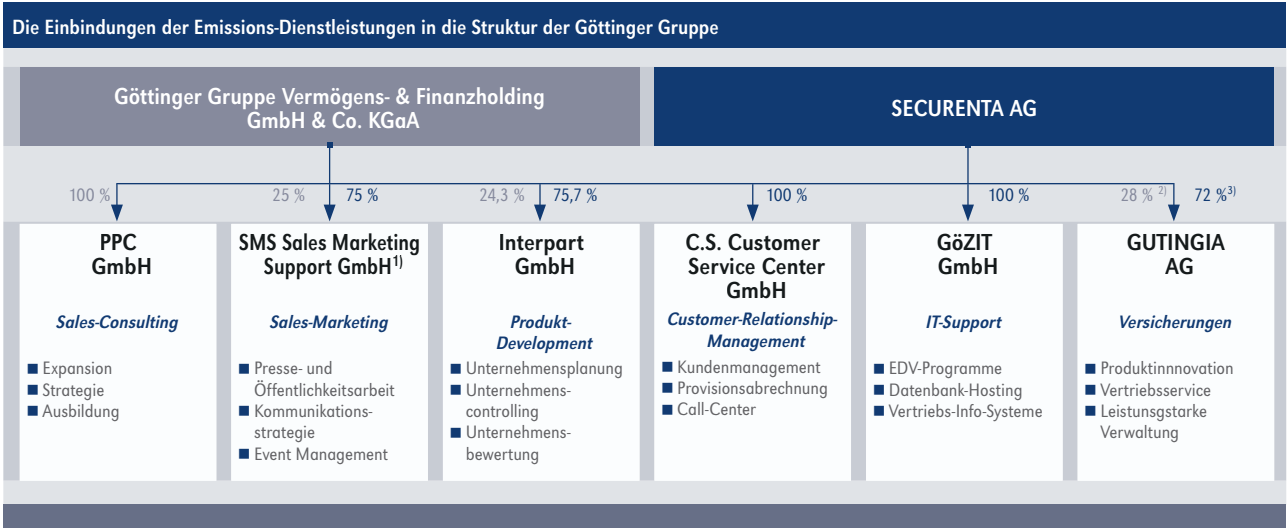 Die Einbindungen der Emissions-Dienstleistungen in die Struktur der Göttinger Gruppe
Göttinger Gruppe Vermögens- & Finanzholding
GmbH & Co. KGaA
SECURENTA AG
100 %
25 %
75 %
24,3 %
75,7 %
100 %
100 %
28 % 2)
72 %3)
PPC
GmbH
Sales-Consulting
Expansion
Strategie
Ausbildung
SMS Sales Marketing
Support GmbH1)
Sales-Marketing
Presse- und
Öffentlichkeitsarbeit
Kommunikations-
strategie
Event Management
Interpart
GmbH
Produkt-
Development
Unternehmensplanung
Unternehmens-
controlling
Unternehmens-
bewertung
C.S. Customer
Service Center
GmbH
Customer-Relationship-
Management
Kundenmanagement
Provisionsabrechnung
Call-Center
GöZIT
GmbH
IT-Support
EDV-Programme
Datenbank-Hosting
Vertriebs-Info-Systeme
GUTINGIA
AG
Versicherungen
Produktinnnovation
Vertriebsservice
Leistunsgstarke
Verwaltung